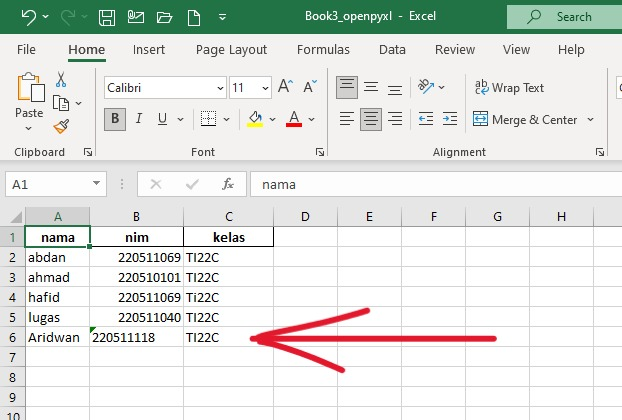 Book3_openpyxl - Excel
Search
File Home Insert Page Layout Formulas Data Review View Help
Calibri 11 A^ A˅ ab Wrap Text
Paste B I U A Merge & Center
Clipboard Font Alignment
A1 fx nama
A B C D E F G H
1 nama nim kelas
2 abdan 220511069 TI22C
3 ahmad 220510101 TI22C
4 hafid 220511069 Ti22C
5 lugas 220511040 TI22C
6 Aridwan 220511118 TI22C
7
8
9
10